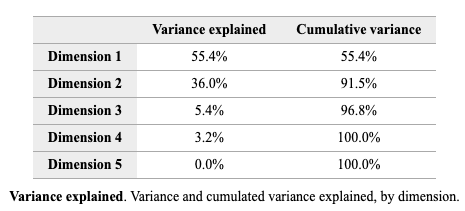 Variance explained Cumulative variance
Dimension 1 55.4% 55.4%
Dimension 2 36.0% 91.5%
Dimension 3 5.4% 96.8%
Dimension 4 3.2% 100.0%
Dimension 5 0.0% 100.0%
Variance explained. Variance and cumulated variance explained, by dimension.